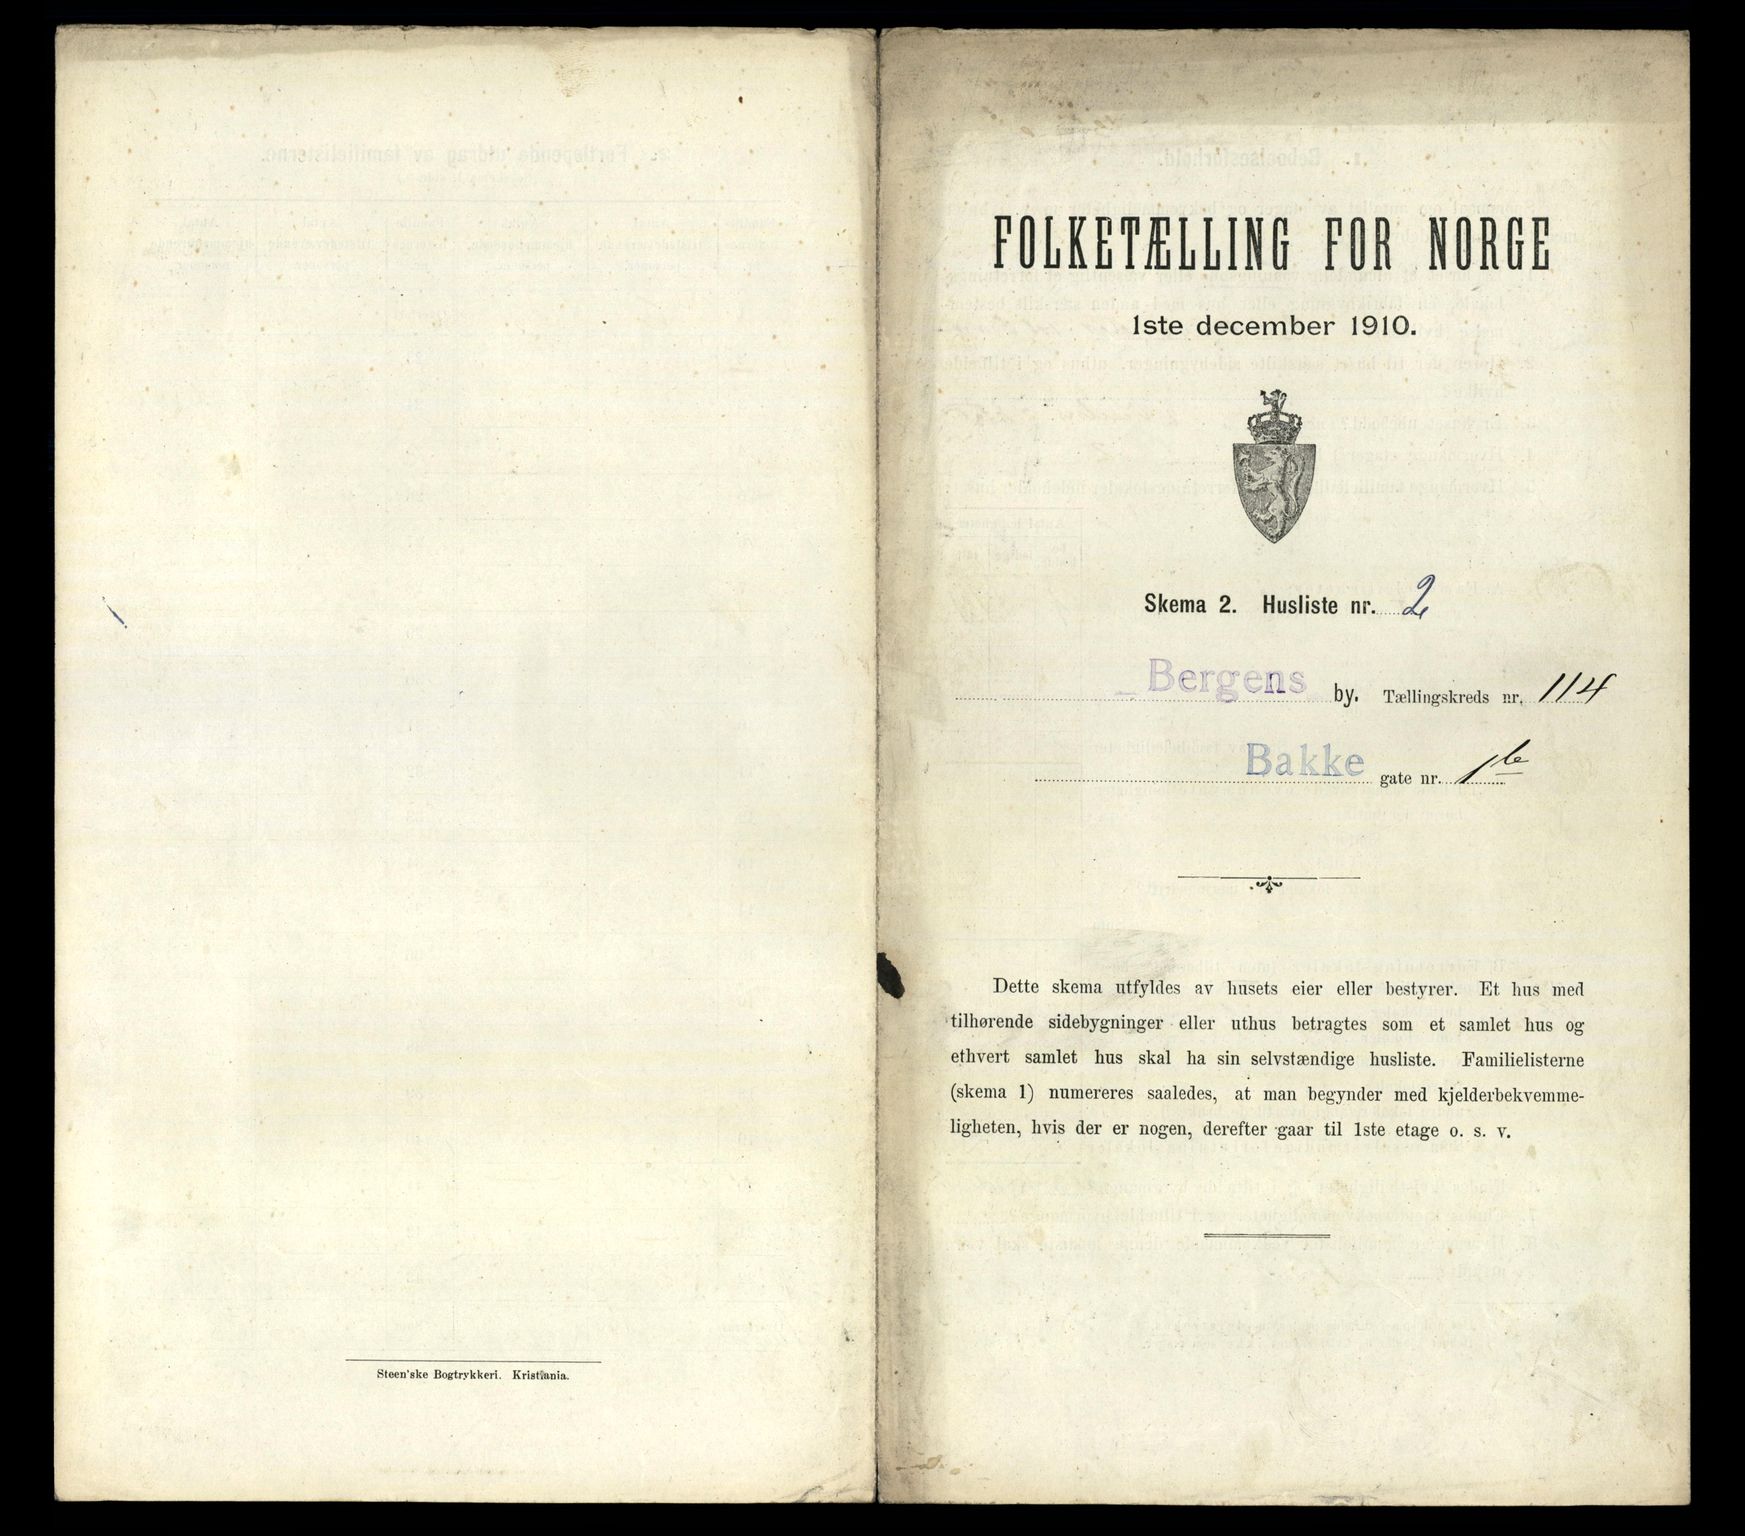 Steen'ske Bogtrykkeri. Kristiania.
FOLKETÆLLING FOR NORGE
1ste december 1910.
Skema 2. Husliste nr. 2
Bergens by. Tællingskreds nr. 114
Bakke gate nr. 1b
Dette skema utfyldes av husets eier eller bestyrer. Et hus med
tilhørende sidebygninger eller uthus betragtes som et samlet hus og
ethvert samlet hus skal ha sin selvstændige husliste. Familielisterne
(skema 1) numereres saaledes, at man begynder med kjelderbekvemme-
ligheten, hvis der er nogen, derefter gaar til 1ste etage o. s. v.